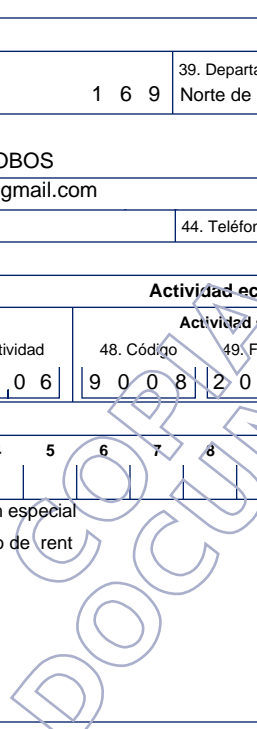 39. Departa
1 6 9 Norte de
OBOS
gmail.com
44. Teléfon
Actividad ec
Actividad s
tividad 48. Código 49. F
0 6 9 0 0 8 2 0
5 6 7 8
n especial
o de rent
COPIA
DOCUM